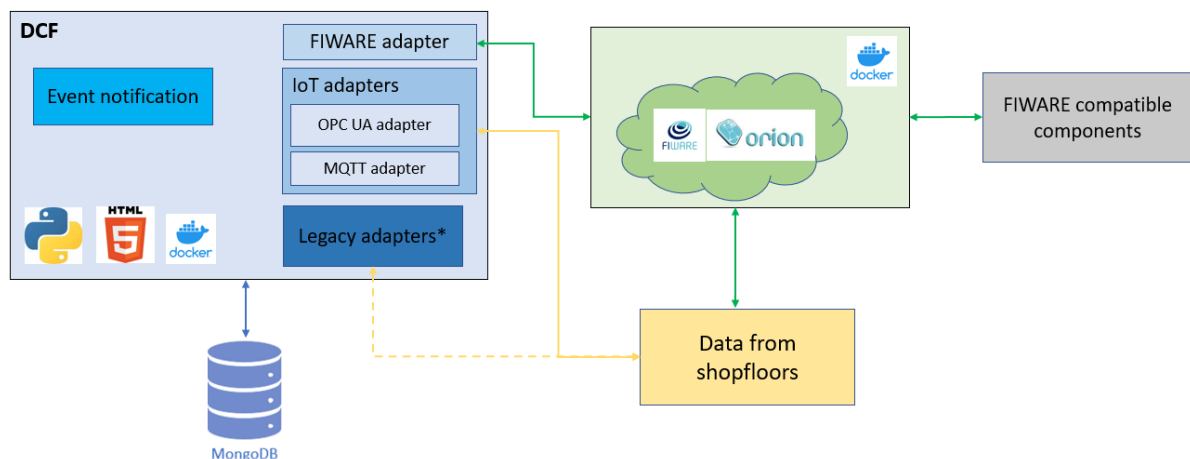 DCF
FIWARE adapter
Event notification
IoT adapters
OPC UA adapter
MQTT adapter
HTML
5
docker
Legacy adapters*
MongoDB
docker
FIWARE
orion
FIWARE compatible
components
Data from
shopfloors